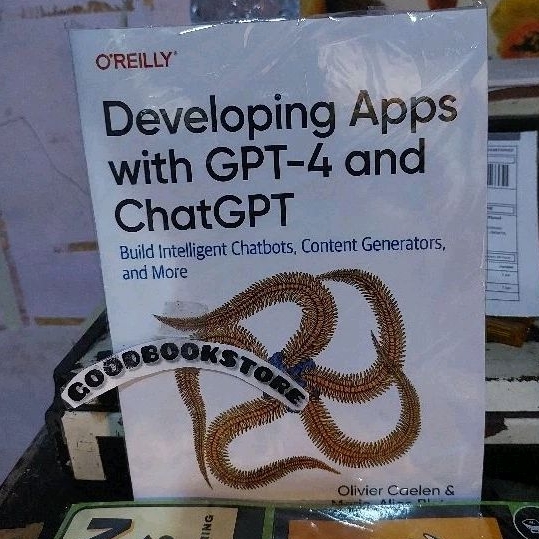 O'REILLY®
Developing Apps
with GPT-4 and
ChatGPT
Build Intelligent Chatbots, Content Generators,
and More
GOODBOOKSTORE
Olivier Caelen &